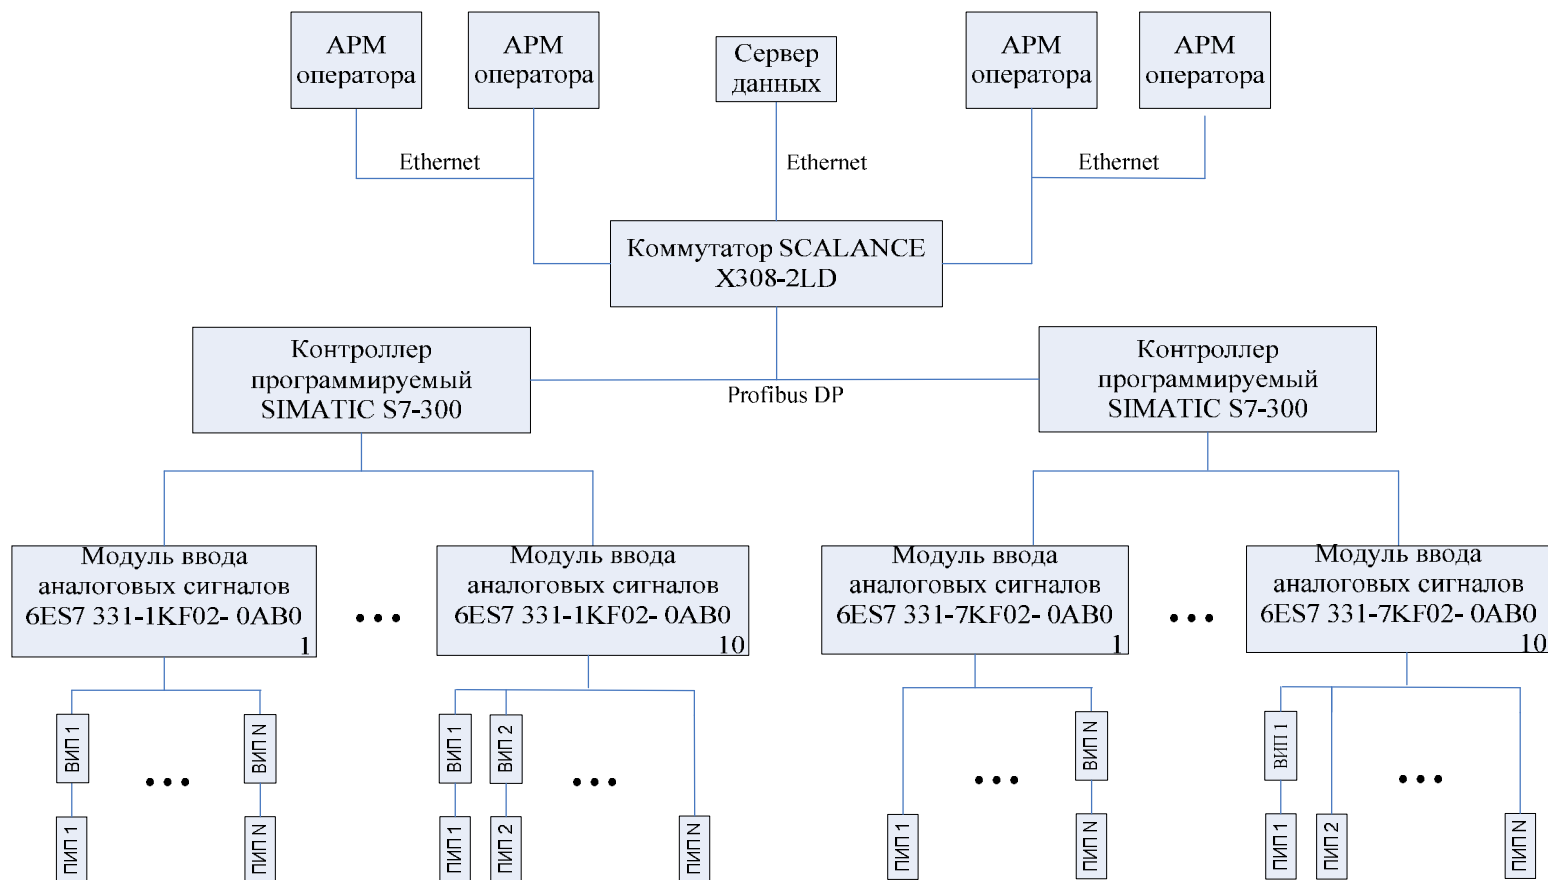 АРМ
оператора
АРМ
оператора
Сервер
данных
АРМ
оператора
АРМ
оператора
Ethernet
Ethernet
Ethernet
Коммутатор SCALANCE
X308-2LD
Контроллер
программируемый
SIMATIC S7-300
Profibus DP
Контроллер
программируемый
SIMATIC S7-300
Модуль ввода
аналоговых сигналов
6ES7 331-1KF02- 0AB0
1
•••
Модуль ввода
аналоговых сигналов
6ES7 331-1KF02- 0AB0
10
Модуль ввода
аналоговых сигналов
6ES7 331-7KF02- 0AB0
1
•••
Модуль ввода
аналоговых сигналов
6ES7 331-7KF02- 0AB0
10
ВИП 1
•••
ВИП N
ВИП 1
ВИП 2
•••
•••
ВИП N
ВИП 1
•••
ПИП 1
ПИП N
ПИП 1
ПИП 2
ПИП N
ПИП 1
ПИП N
ПИП 1
ПИП 2
ПИП N